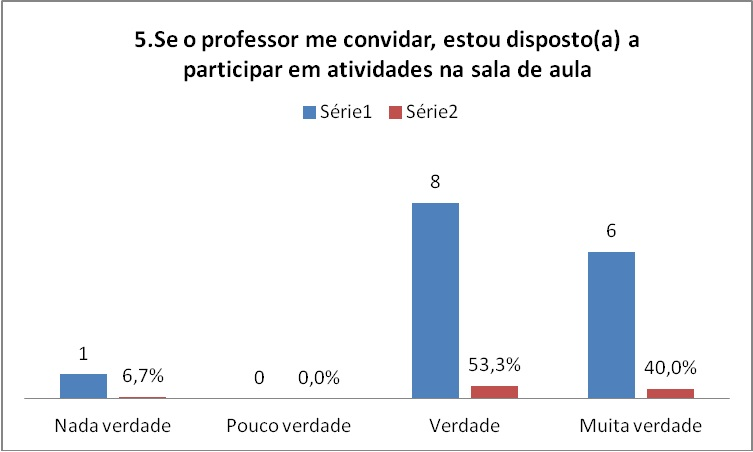 5.Se o professor me convidar, estou disposto(a) a
participar em atividades na sala de aula
Série1 Série2
1
6,7%
0
0,0%
8
53,3%
6
40,0%
Nada verdade
Pouco verdade
Verdade
Muita verdade